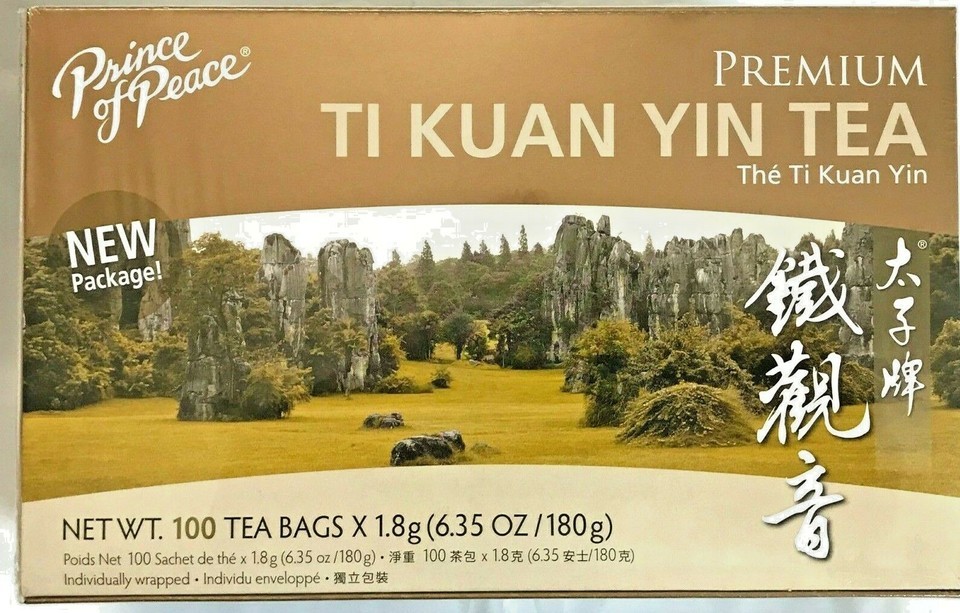 Prince
of Peace®
PREMIUM
TI KUAN YIN TEA
Thé Ti Kuan Yin
NEW
Package!
太子牌®
鐵觀音
NET WT. 100 TEA BAGS X 1.8g (6.35 OZ / 180g)
Poids Net 100 Sachet de thé x 1.8g (6.35 oz /180g) • 淨重 100 茶包 x 1.8克 (6.35 安士/180克)
Individually wrapped • Individu enveloppé • 獨立包裝